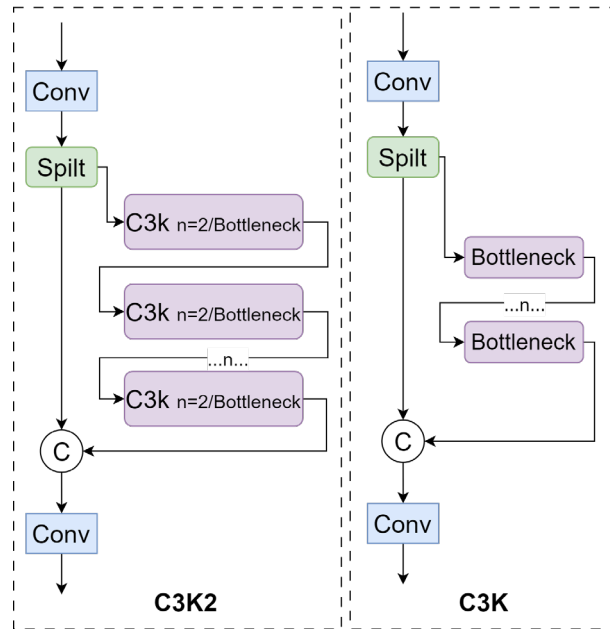 Conv
Spilt
C3k n=2/Bottleneck
C3k n=2/Bottleneck
...n...
C3k n=2/Bottleneck
C
Conv
C3K2
Conv
Spilt
Bottleneck
...n...
Bottleneck
C
Conv
C3K